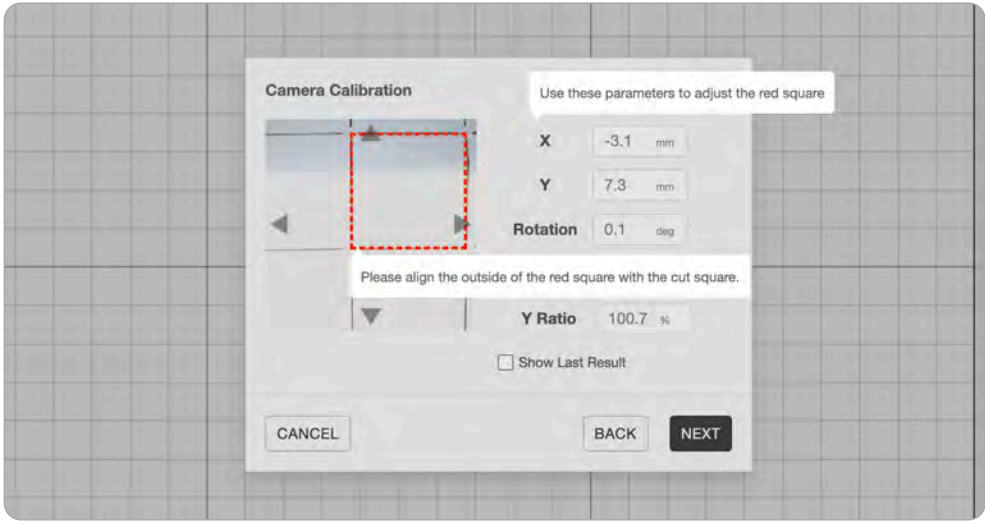 Camera Calibration
Use these parameters to adjust the red square
X -3.1 mm
Y 7.3 mm
Rotation 0.1 deg
Please align the outside of the red square with the cut square.
Y Ratio 100.7 %
Show Last Result
CANCEL
BACK
NEXT